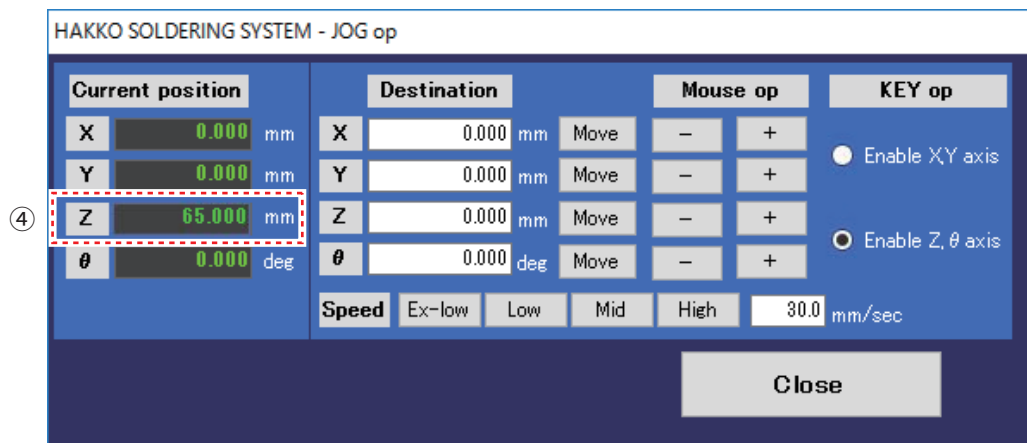 HAKKO SOLDERING SYSTEM - JOG op
Current position Destination Mouse op KEY op
X 0.000 mm X 0.000 mm Move － +
Y 0.000 mm Y 0.000 mm Move － +
Enable X,Y axis
④ Z 65.000 mm Z 0.000 mm Move － +
Enable Z, θ axis
θ 0.000 deg θ 0.000 deg Move － +
Speed Ex-low Low Mid High 30.0 mm/sec
Close